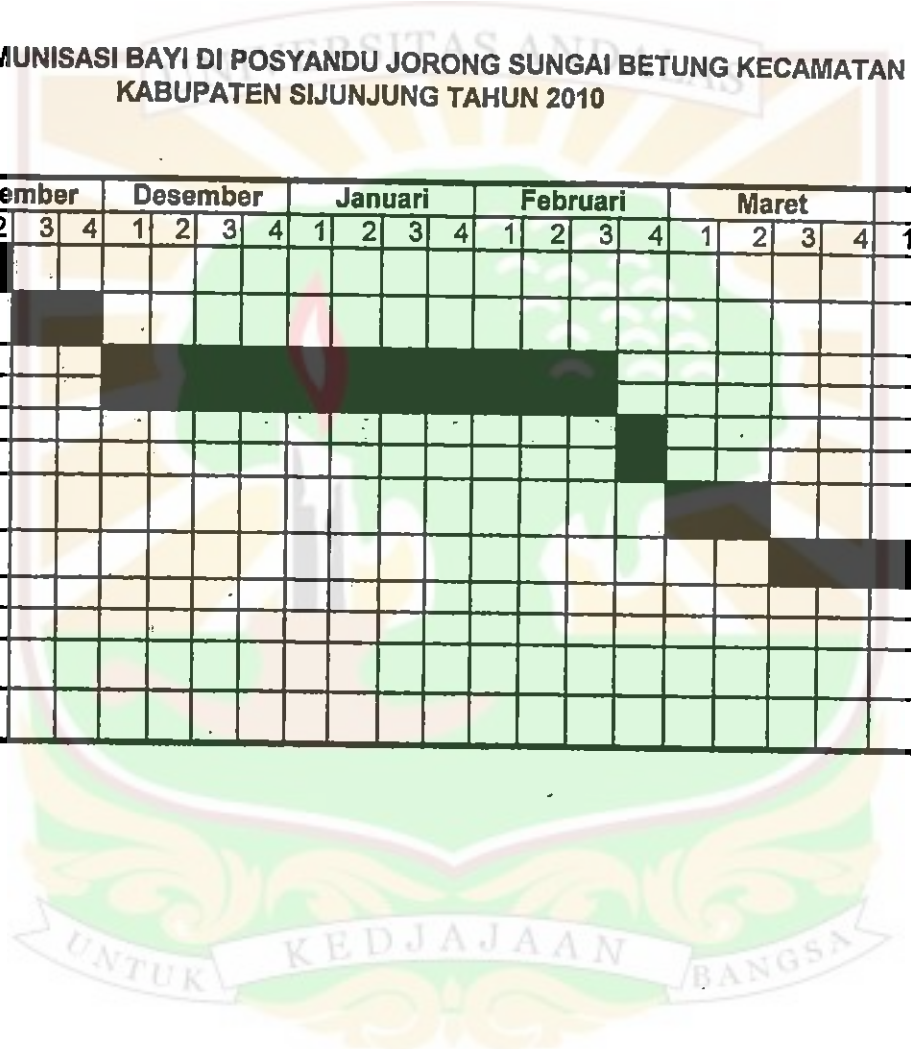 UNIVERSITAS ANDALAS
MUNISASI BAYI DI POSYANDU JORONG SUNGAI BETUNG KECAMATAN
KABUPATEN SIJUNJUNG TAHUN 2010
ember Desember Januari Februari Maret
2 3 4 1 2 3 4 1 2 3 4 1 2 3 4 1 2 3 4 1
UNTUK KEDJAJAAN BANGSA